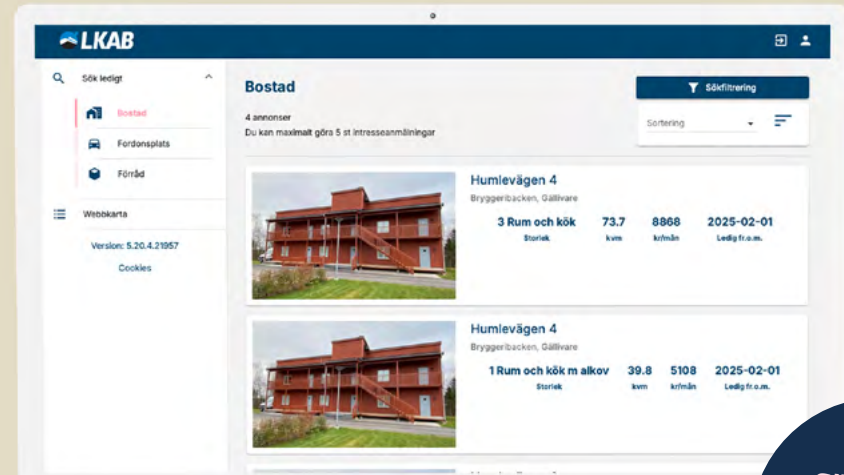 LKAB
Sök ledigt
Bostad
Fordonsplats
Förråd
Webbkarta
Version: 5.20.4.21957
Cookies
Bostad
4 annonser
Du kan maximalt göra 5 st intresseanmälningar
Sökfiltrering
Sortering
Humlevägen 4
Bryggeribacken, Gällivare
3 Rum och kök 73.7 8868 2025-02-01
Storlek kvm kr/mån Ledig fr.o.m.
Humlevägen 4
Bryggeribacken, Gällivare
1 Rum och kök m alkov 39.8 5108 2025-02-01
Storlek kvm kr/mån Ledig fr.o.m.